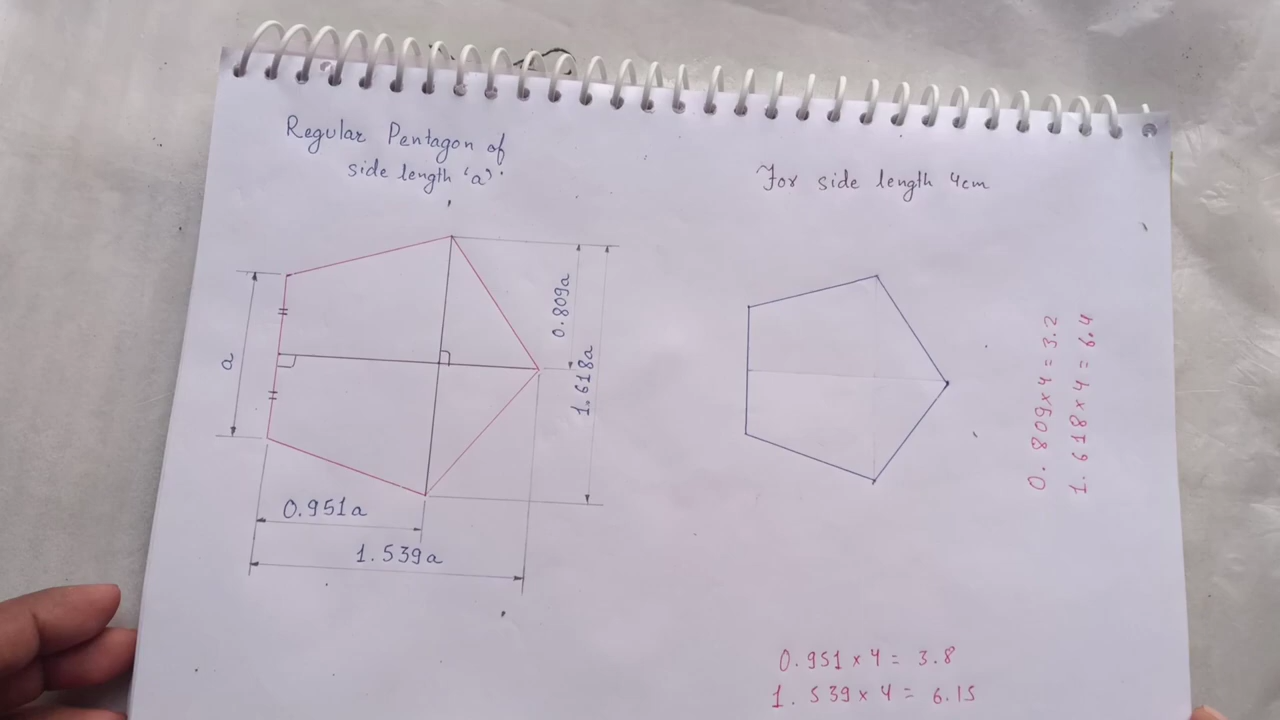 Regular Pentagon of
side length 'a'
For side length 4cm
a
0.809a
1.618a
0.951a
1.539a
0.809 x 4 = 3.2
1.618 x 4 = 6.4
0.951 x 4 = 3.8
1.539 x 4 = 6.15